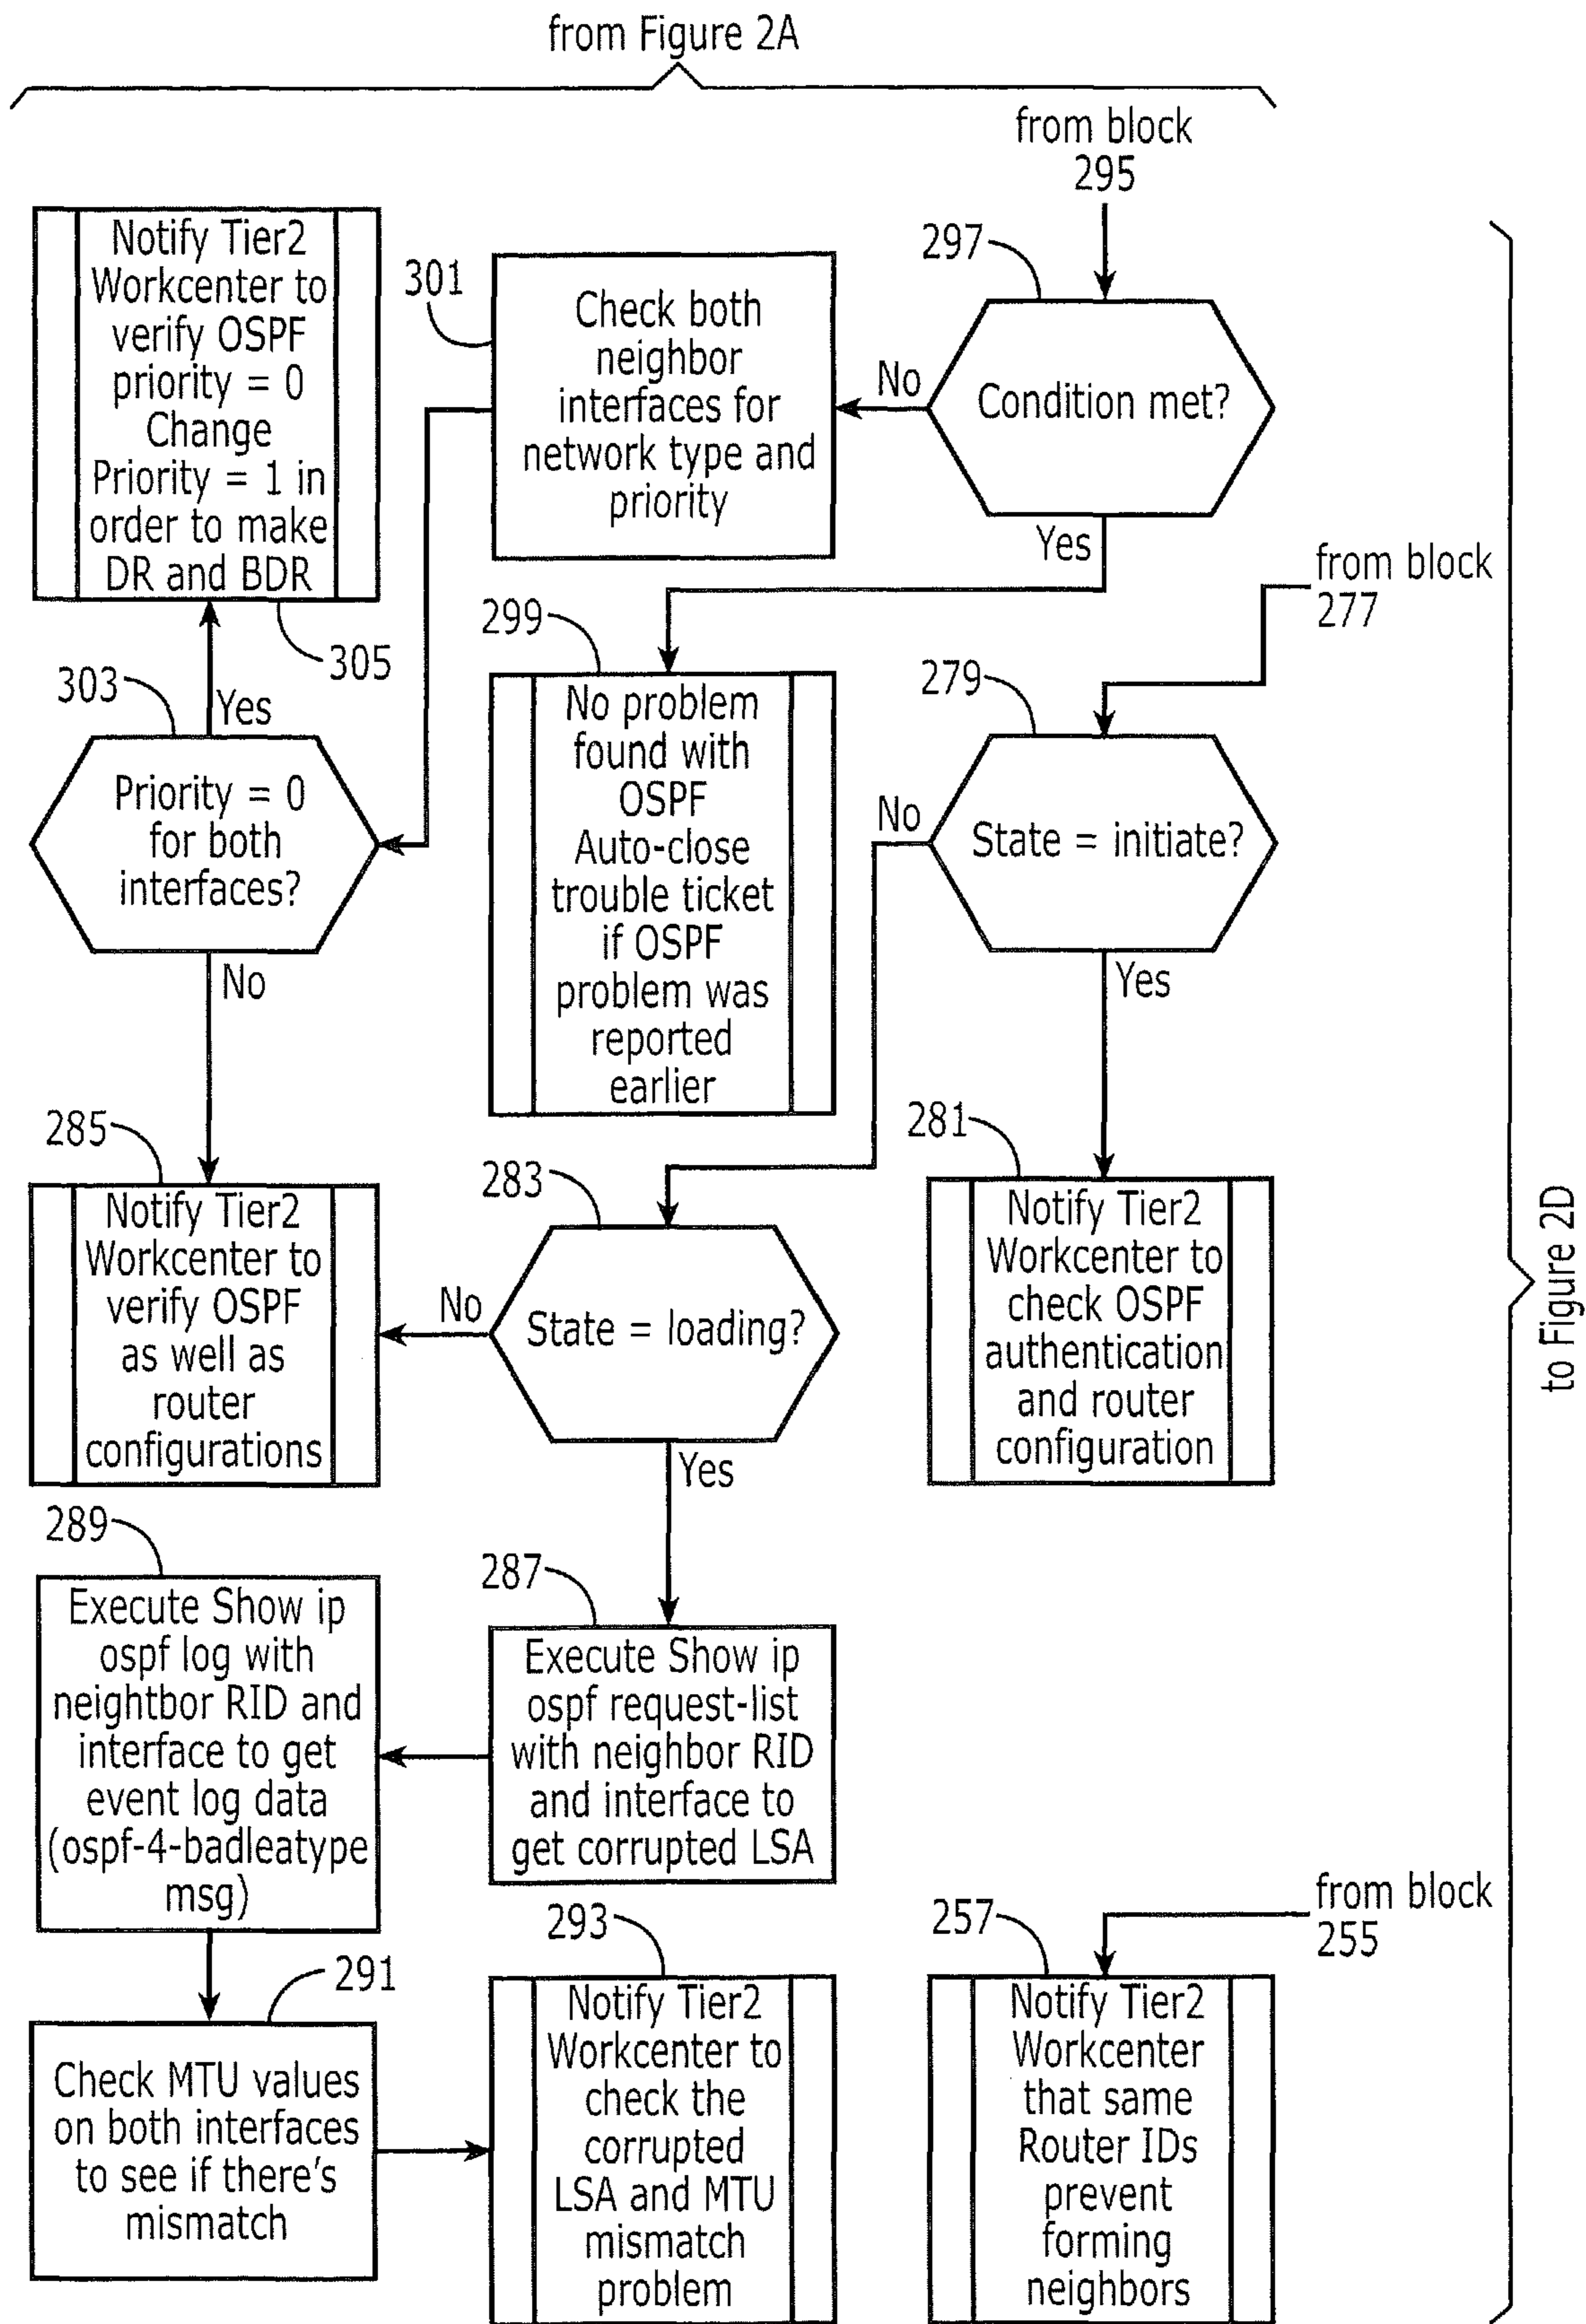 from Figure 2A
from block
295
297
Condition met?
No
Yes
301
Check both
neighbor
interfaces for
network type and
priority
Notify Tier2
Workcenter to
verify OSPF
priority = 0
Change
Priority = 1 in
order to make
DR and BDR
305
303
Yes
Priority = 0
for both
interfaces?
No
299
No problem
found with
OSPF
Auto-close
trouble ticket
if OSPF
problem was
reported
earlier
from block
277
279
State = initiate?
No
Yes
281
Notify Tier2
Workcenter to
check OSPF
authentication
and router
configuration
283
State = loading?
No
Yes
285
Notify Tier2
Workcenter to
verify OSPF
as well as
router
configurations
287
Execute Show ip
ospf request-list
with neighbor RID
and interface to
get corrupted LSA
289
Execute Show ip
ospf log with
neightbor RID and
interface to get
event log data
(ospf-4-badleatype
msg)
291
Check MTU values
on both interfaces
to see if there's
mismatch
293
Notify Tier2
Workcenter to
check the
corrupted
LSA and MTU
mismatch
problem
from block
255
257
Notify Tier2
Workcenter
that same
Router IDs
prevent
forming
neighbors
to Figure 2D